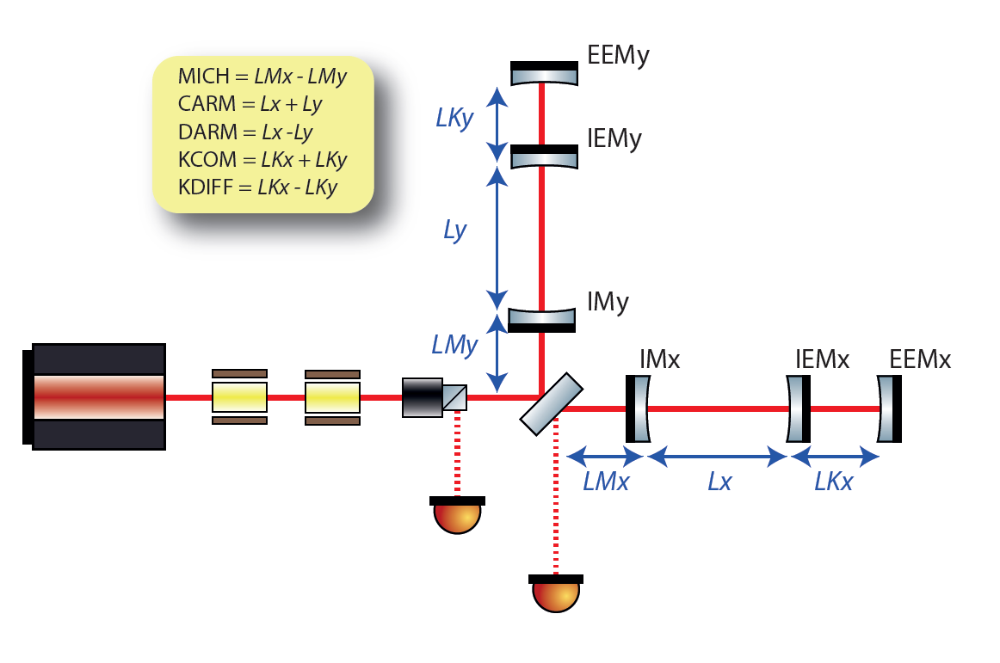 MICH = LMx - LMy
CARM = Lx + Ly
DARM = Lx -Ly
KCOM = LKx + LKy
KDIFF = LKx - LKy
EEMy
LKy
IEMy
Ly
IMy
LMy
IMx
IEMx
EEMx
LMx
Lx
LKx